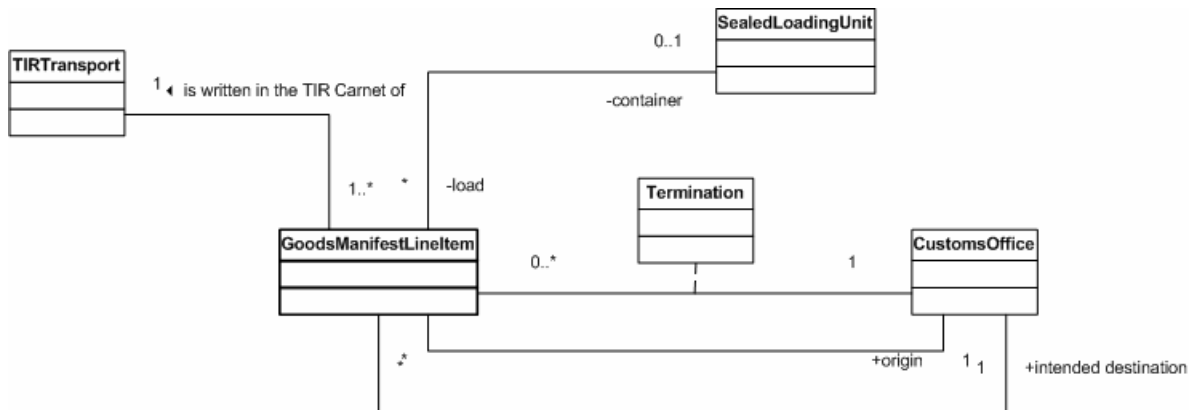 SealedLoadingUnit
0..1
TIRTransport
1 ◄ is written in the TIR Carnet of
-container
1..* * -load
Termination
GoodsManifestLineItem
CustomsOffice
0..* 1
** +origin 1 1 +intended destination